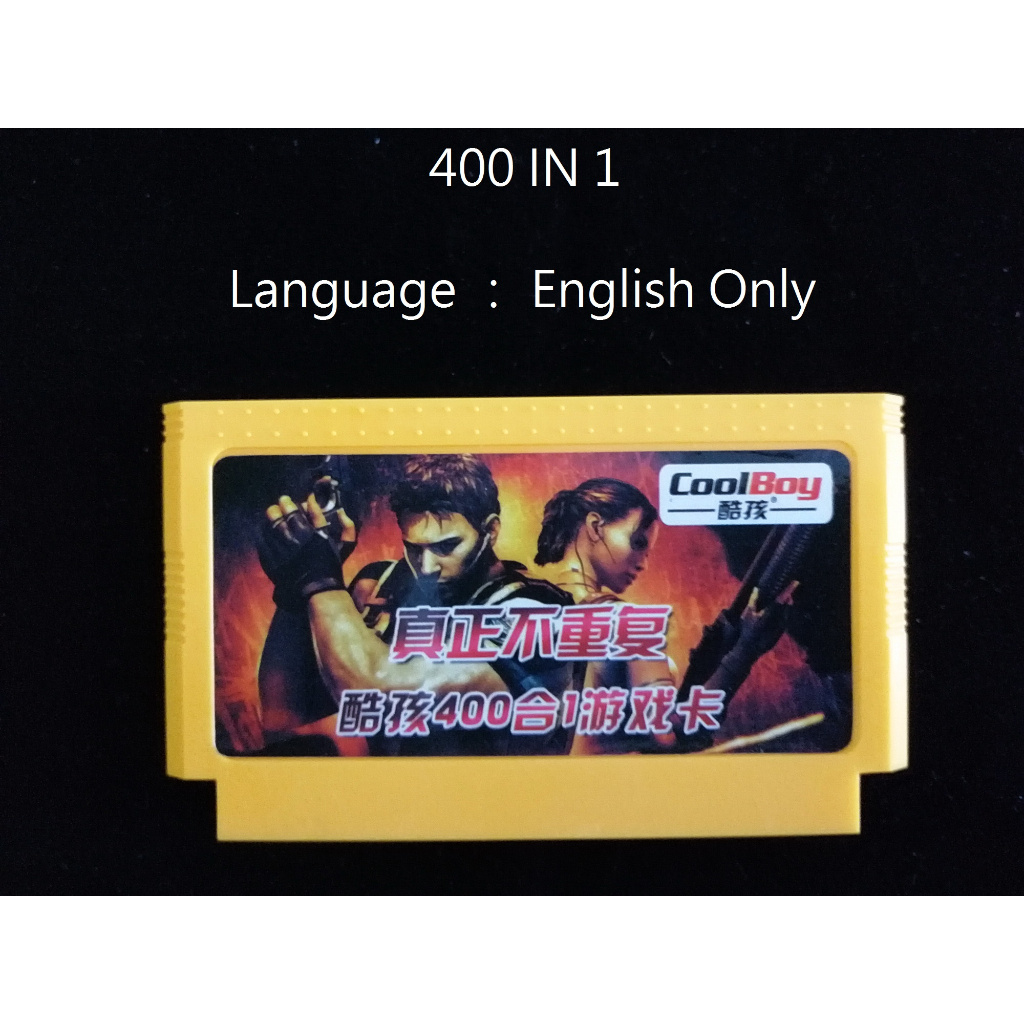 400 IN 1
Language ： English Only
CoolBoy
酷孩®
真正不重复
酷孩400合1游戏卡